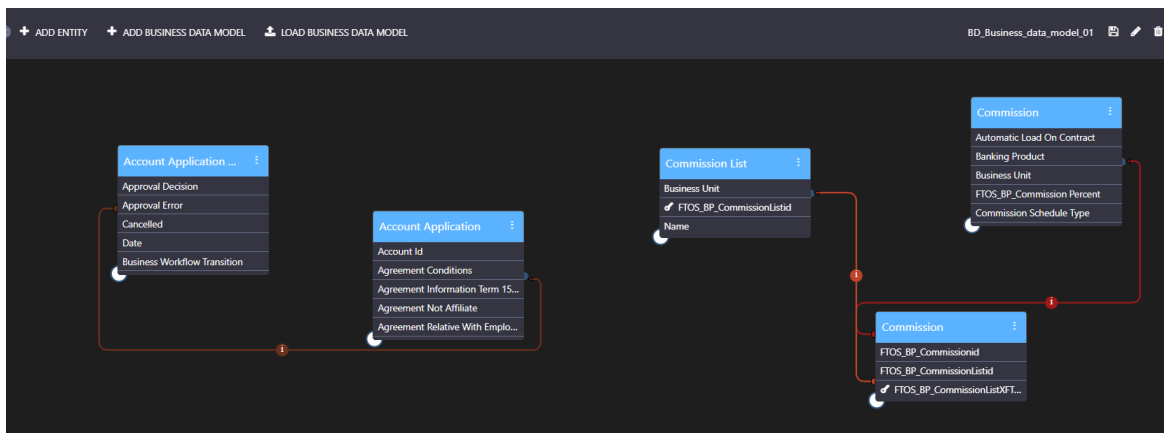 + ADD ENTITY + ADD BUSINESS DATA MODEL LOAD BUSINESS DATA MODEL BD_Business_data_model_01
Account Application ...
Approval Decision
Approval Error
Cancelled
Date
Business Workflow Transition
Account Application
Account Id
Agreement Conditions
Agreement Information Term 15...
Agreement Not Affiliate
Agreement Relative With Emplo...
Commission List
Business Unit
FTOS_BP_CommissionListid
Name
Commission
Automatic Load On Contract
Banking Product
Business Unit
FTOS_BP_Commission Percent
Commission Schedule Type
Commission
FTOS_BP_Commissionid
FTOS_BP_CommissionListid
FTOS_BP_CommissionListXFT...
i
i
i